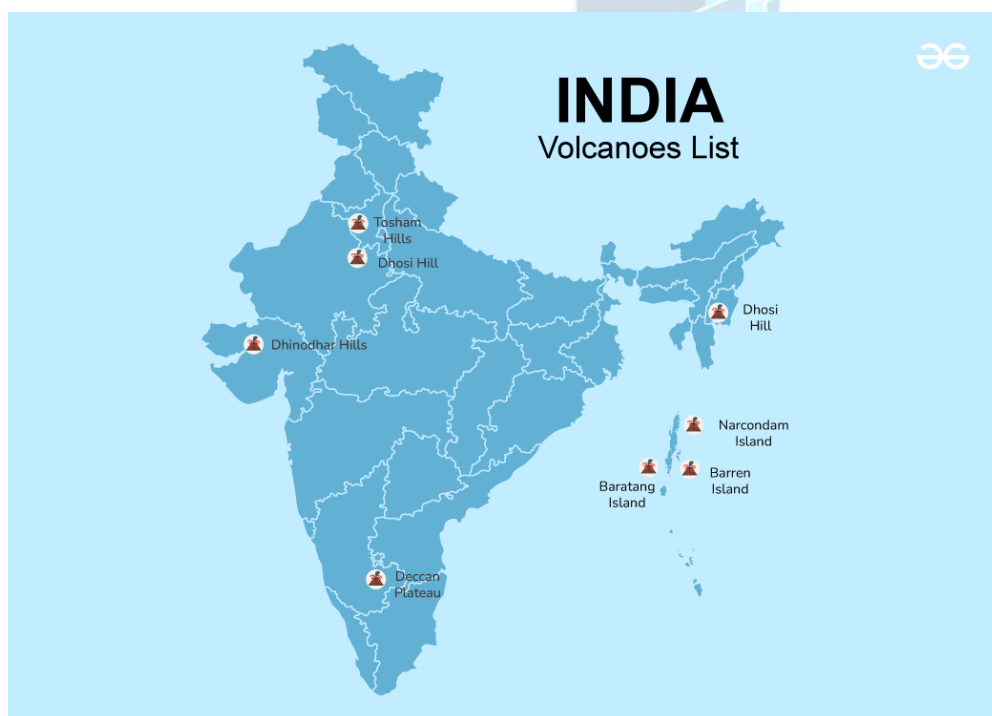 INDIA
Volcanoes List
Tosham
Hills
Dhosi Hill
Dhosi
Hill
Dhinodhar Hills
Narcondam
Island
Baratang
Island
Barren
Island
Deccan
Plateau